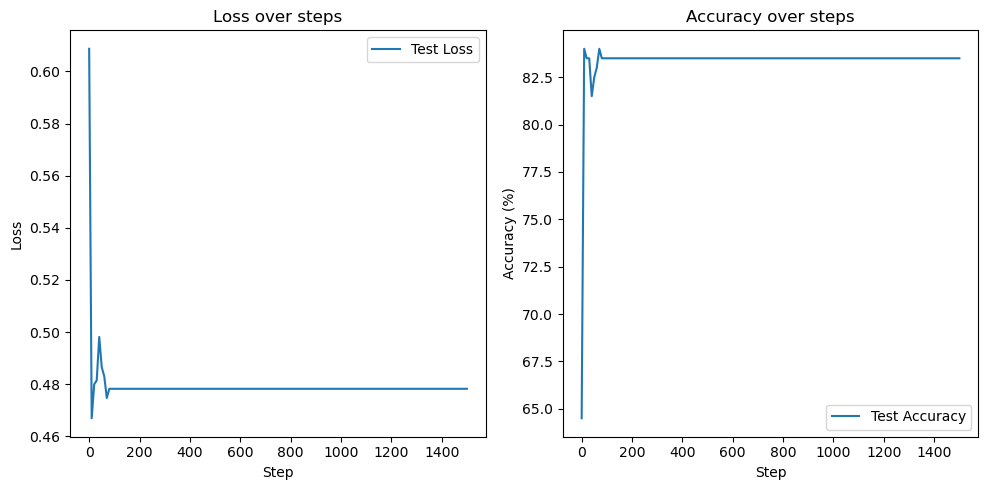 Loss over steps
Test Loss
0.60
0.58
0.56
0.54
0.52
0.50
0.48
0.46
Loss
0 200 400 600 800 1000 1200 1400
Step
Accuracy over steps
Test Accuracy
82.5
80.0
77.5
75.0
72.5
70.0
67.5
65.0
Accuracy (%)
0 200 400 600 800 1000 1200 1400
Step